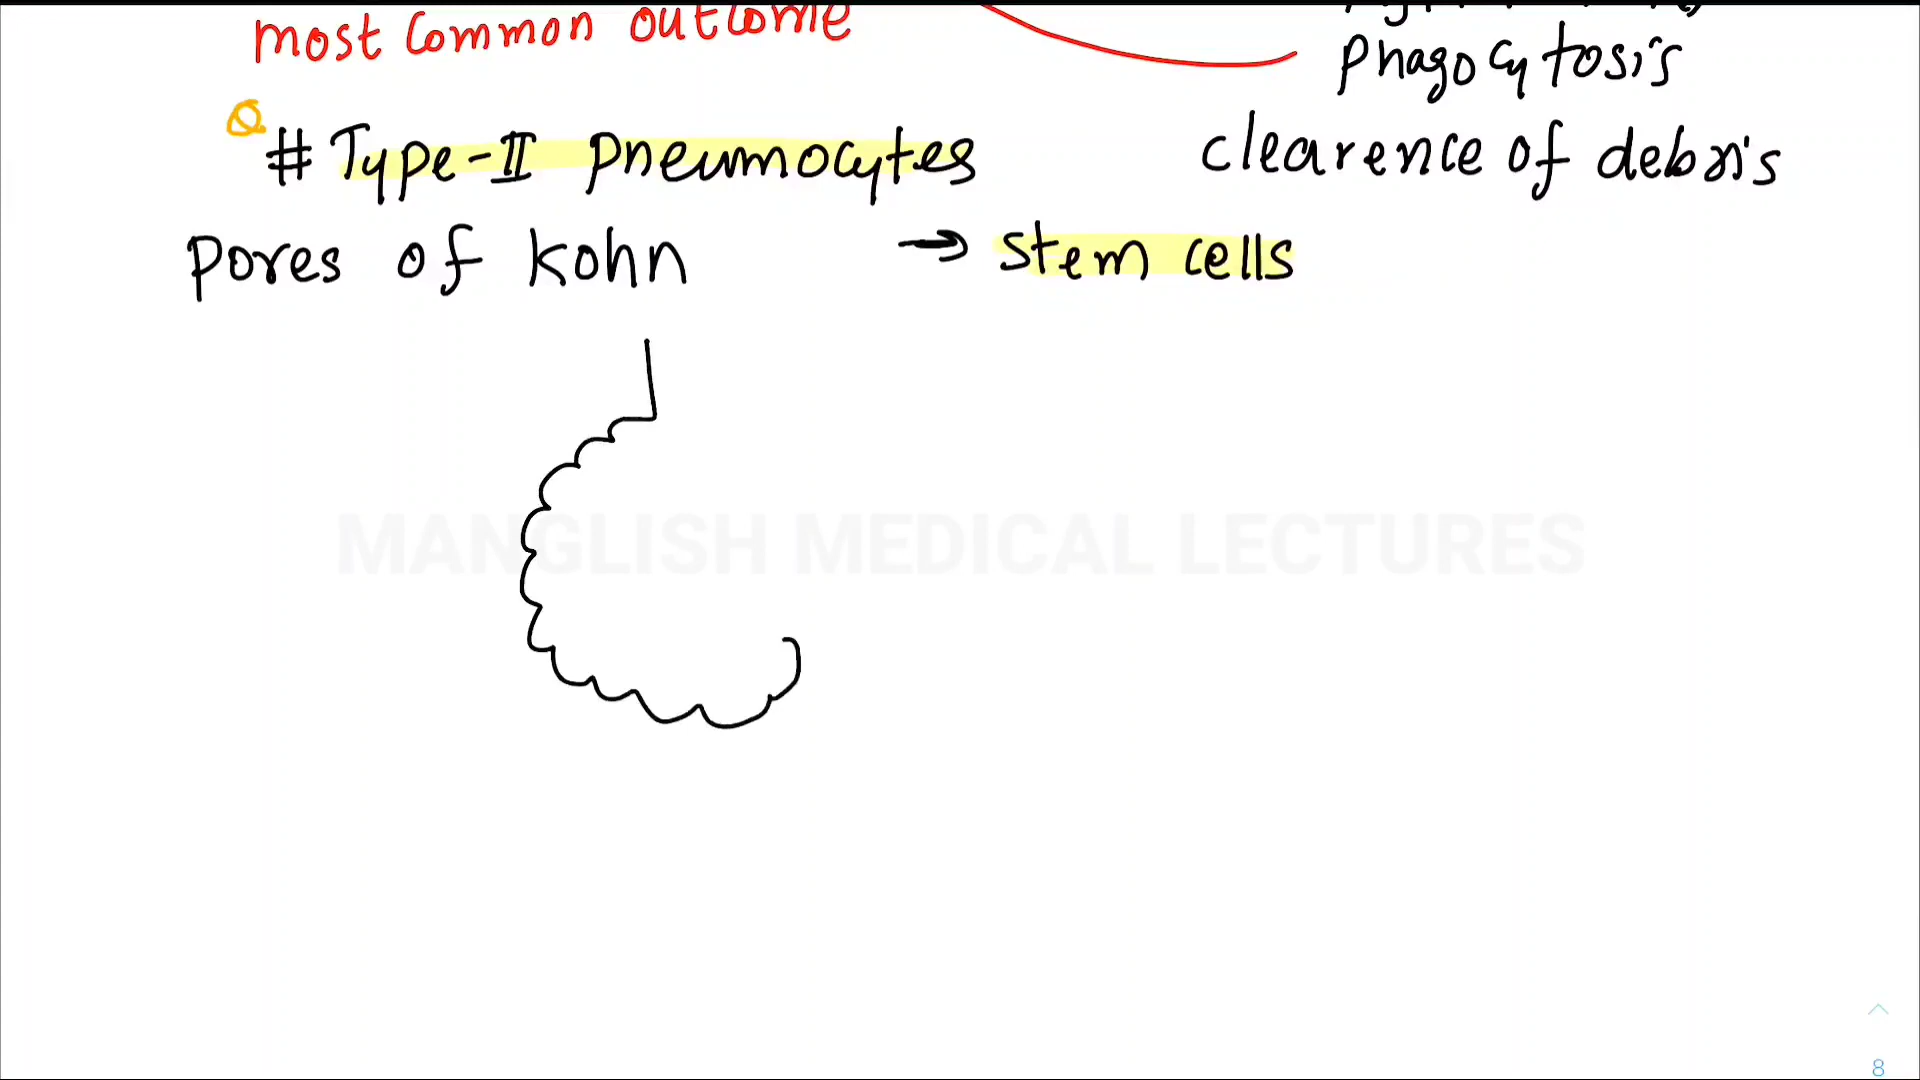 most common outcome
Phagocytosis
# Type-II pneumocytes
clearence of debris
pores of kohn
→ stem cells
MANGLISH MEDICAL LECTURES
8